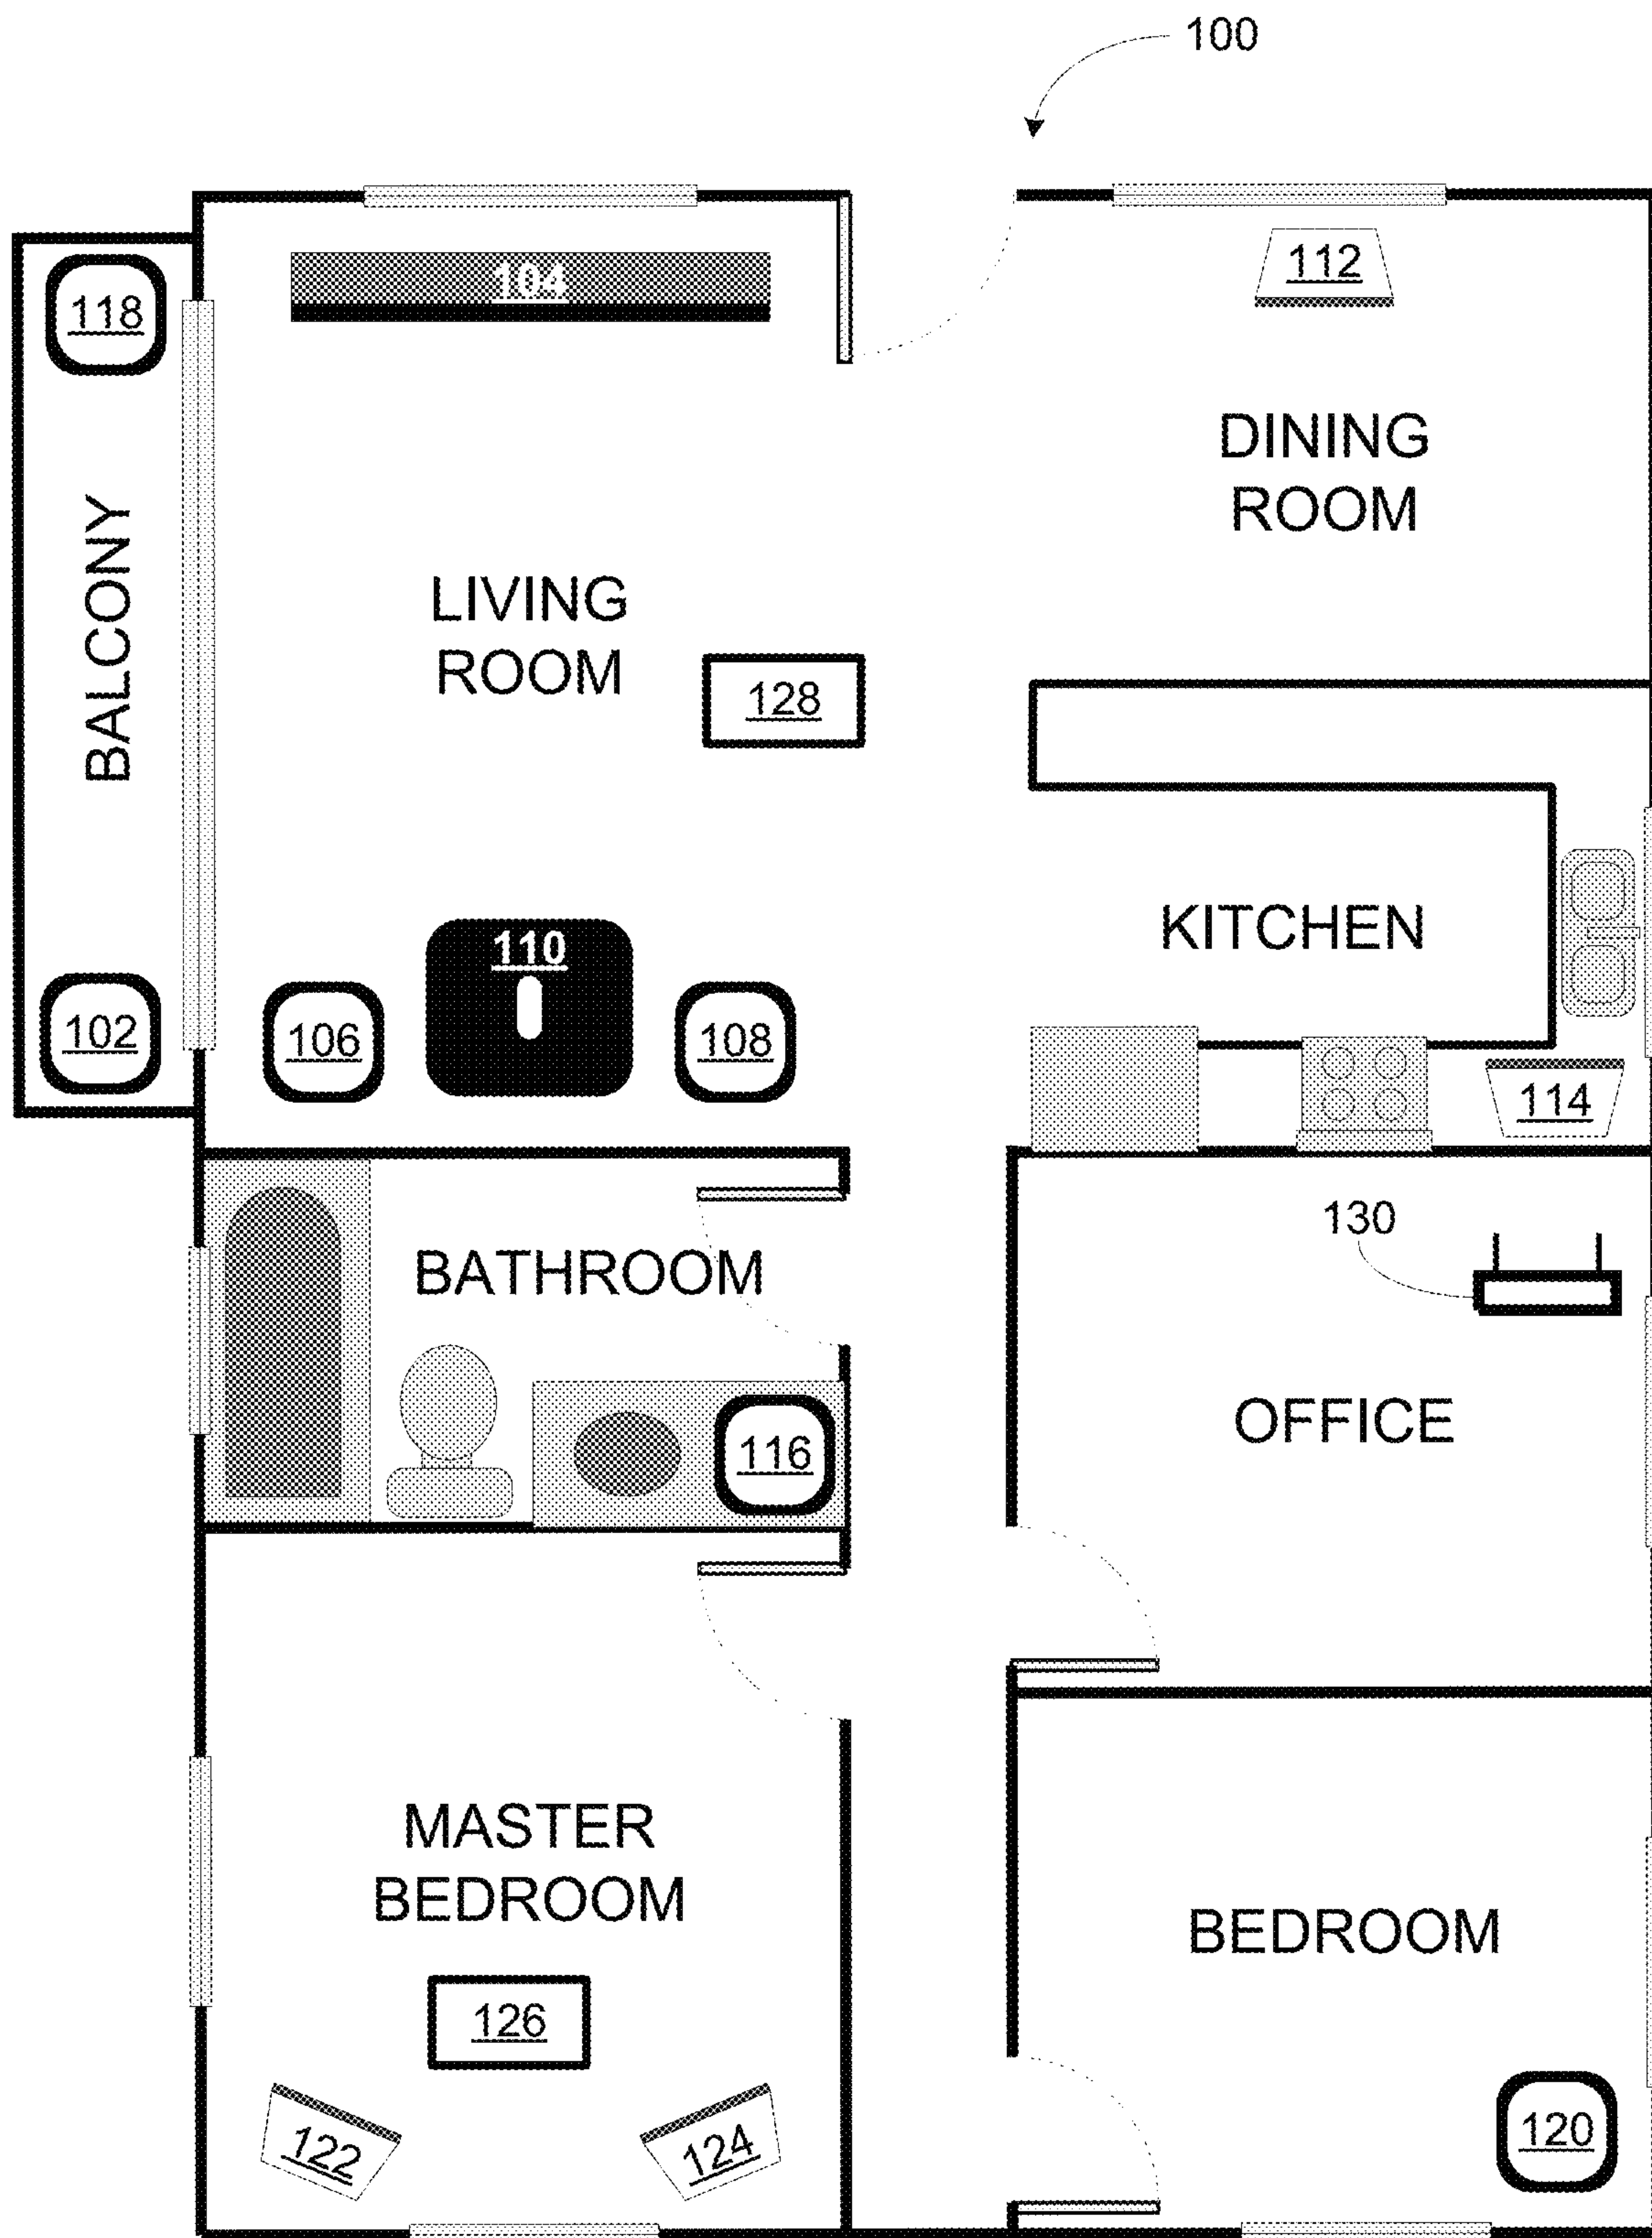 100
104
112
118
DINING
ROOM
BALCONY
LIVING
ROOM
128
KITCHEN
110
102
106
108
114
130
BATHROOM
OFFICE
116
MASTER
BEDROOM
BEDROOM
126
122
124
120